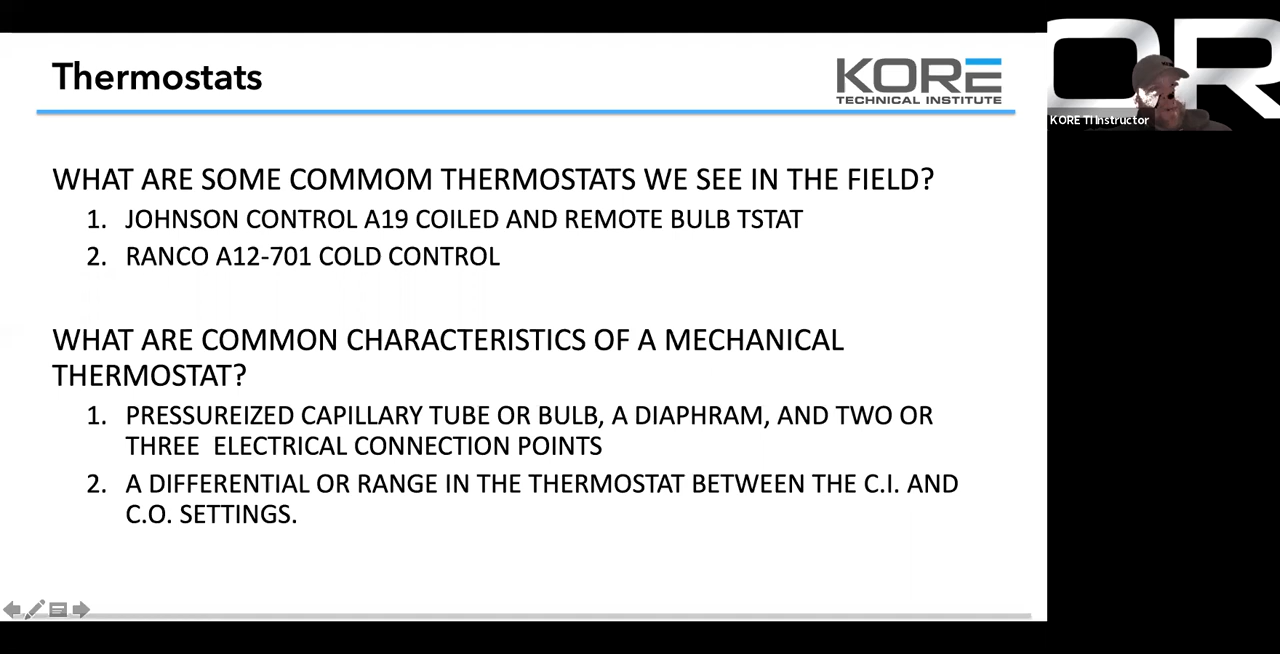 Thermostats
KORE
TECHNICAL INSTITUTE
OR
KORE TI Instructor
WHAT ARE SOME COMMOM THERMOSTATS WE SEE IN THE FIELD?
1. JOHNSON CONTROL A19 COILED AND REMOTE BULB TSTAT
2. RANCO A12-701 COLD CONTROL
WHAT ARE COMMON CHARACTERISTICS OF A MECHANICAL
THERMOSTAT?
1. PRESSUREIZED CAPILLARY TUBE OR BULB, A DIAPHRAM, AND TWO OR
THREE ELECTRICAL CONNECTION POINTS
2. A DIFFERENTIAL OR RANGE IN THE THERMOSTAT BETWEEN THE C.I. AND
C.O. SETTINGS.